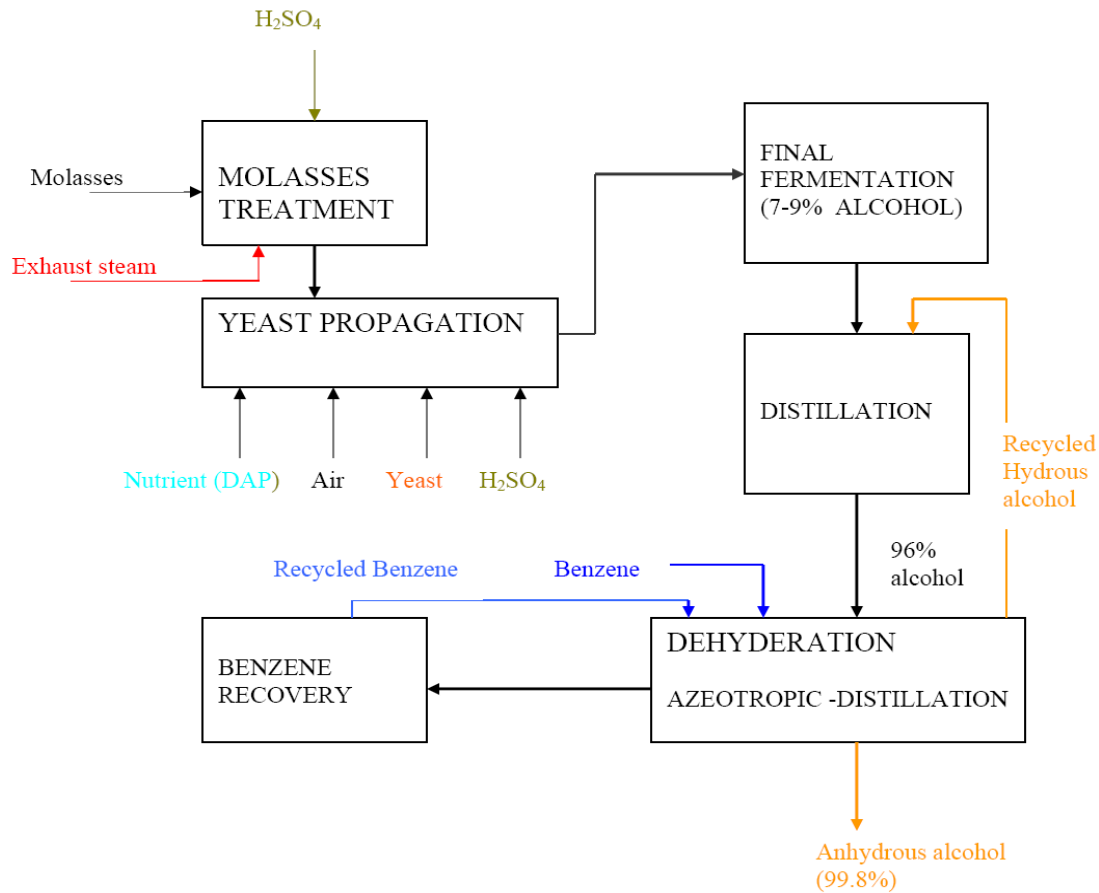 H₂SO₄
Molasses
MOLASSES
TREATMENT
Exhaust steam
YEAST PROPAGATION
Nutrient (DAP)
Air
Yeast
H₂SO₄
FINAL
FERMENTATION
(7-9% ALCOHOL)
DISTILLATION
Recycled
Hydrous
alcohol
96%
alcohol
Recycled Benzene
Benzene
BENZENE
RECOVERY
DEHYDERATION
AZEOTROPIC -DISTILLATION
Anhydrous alcohol
(99.8%)